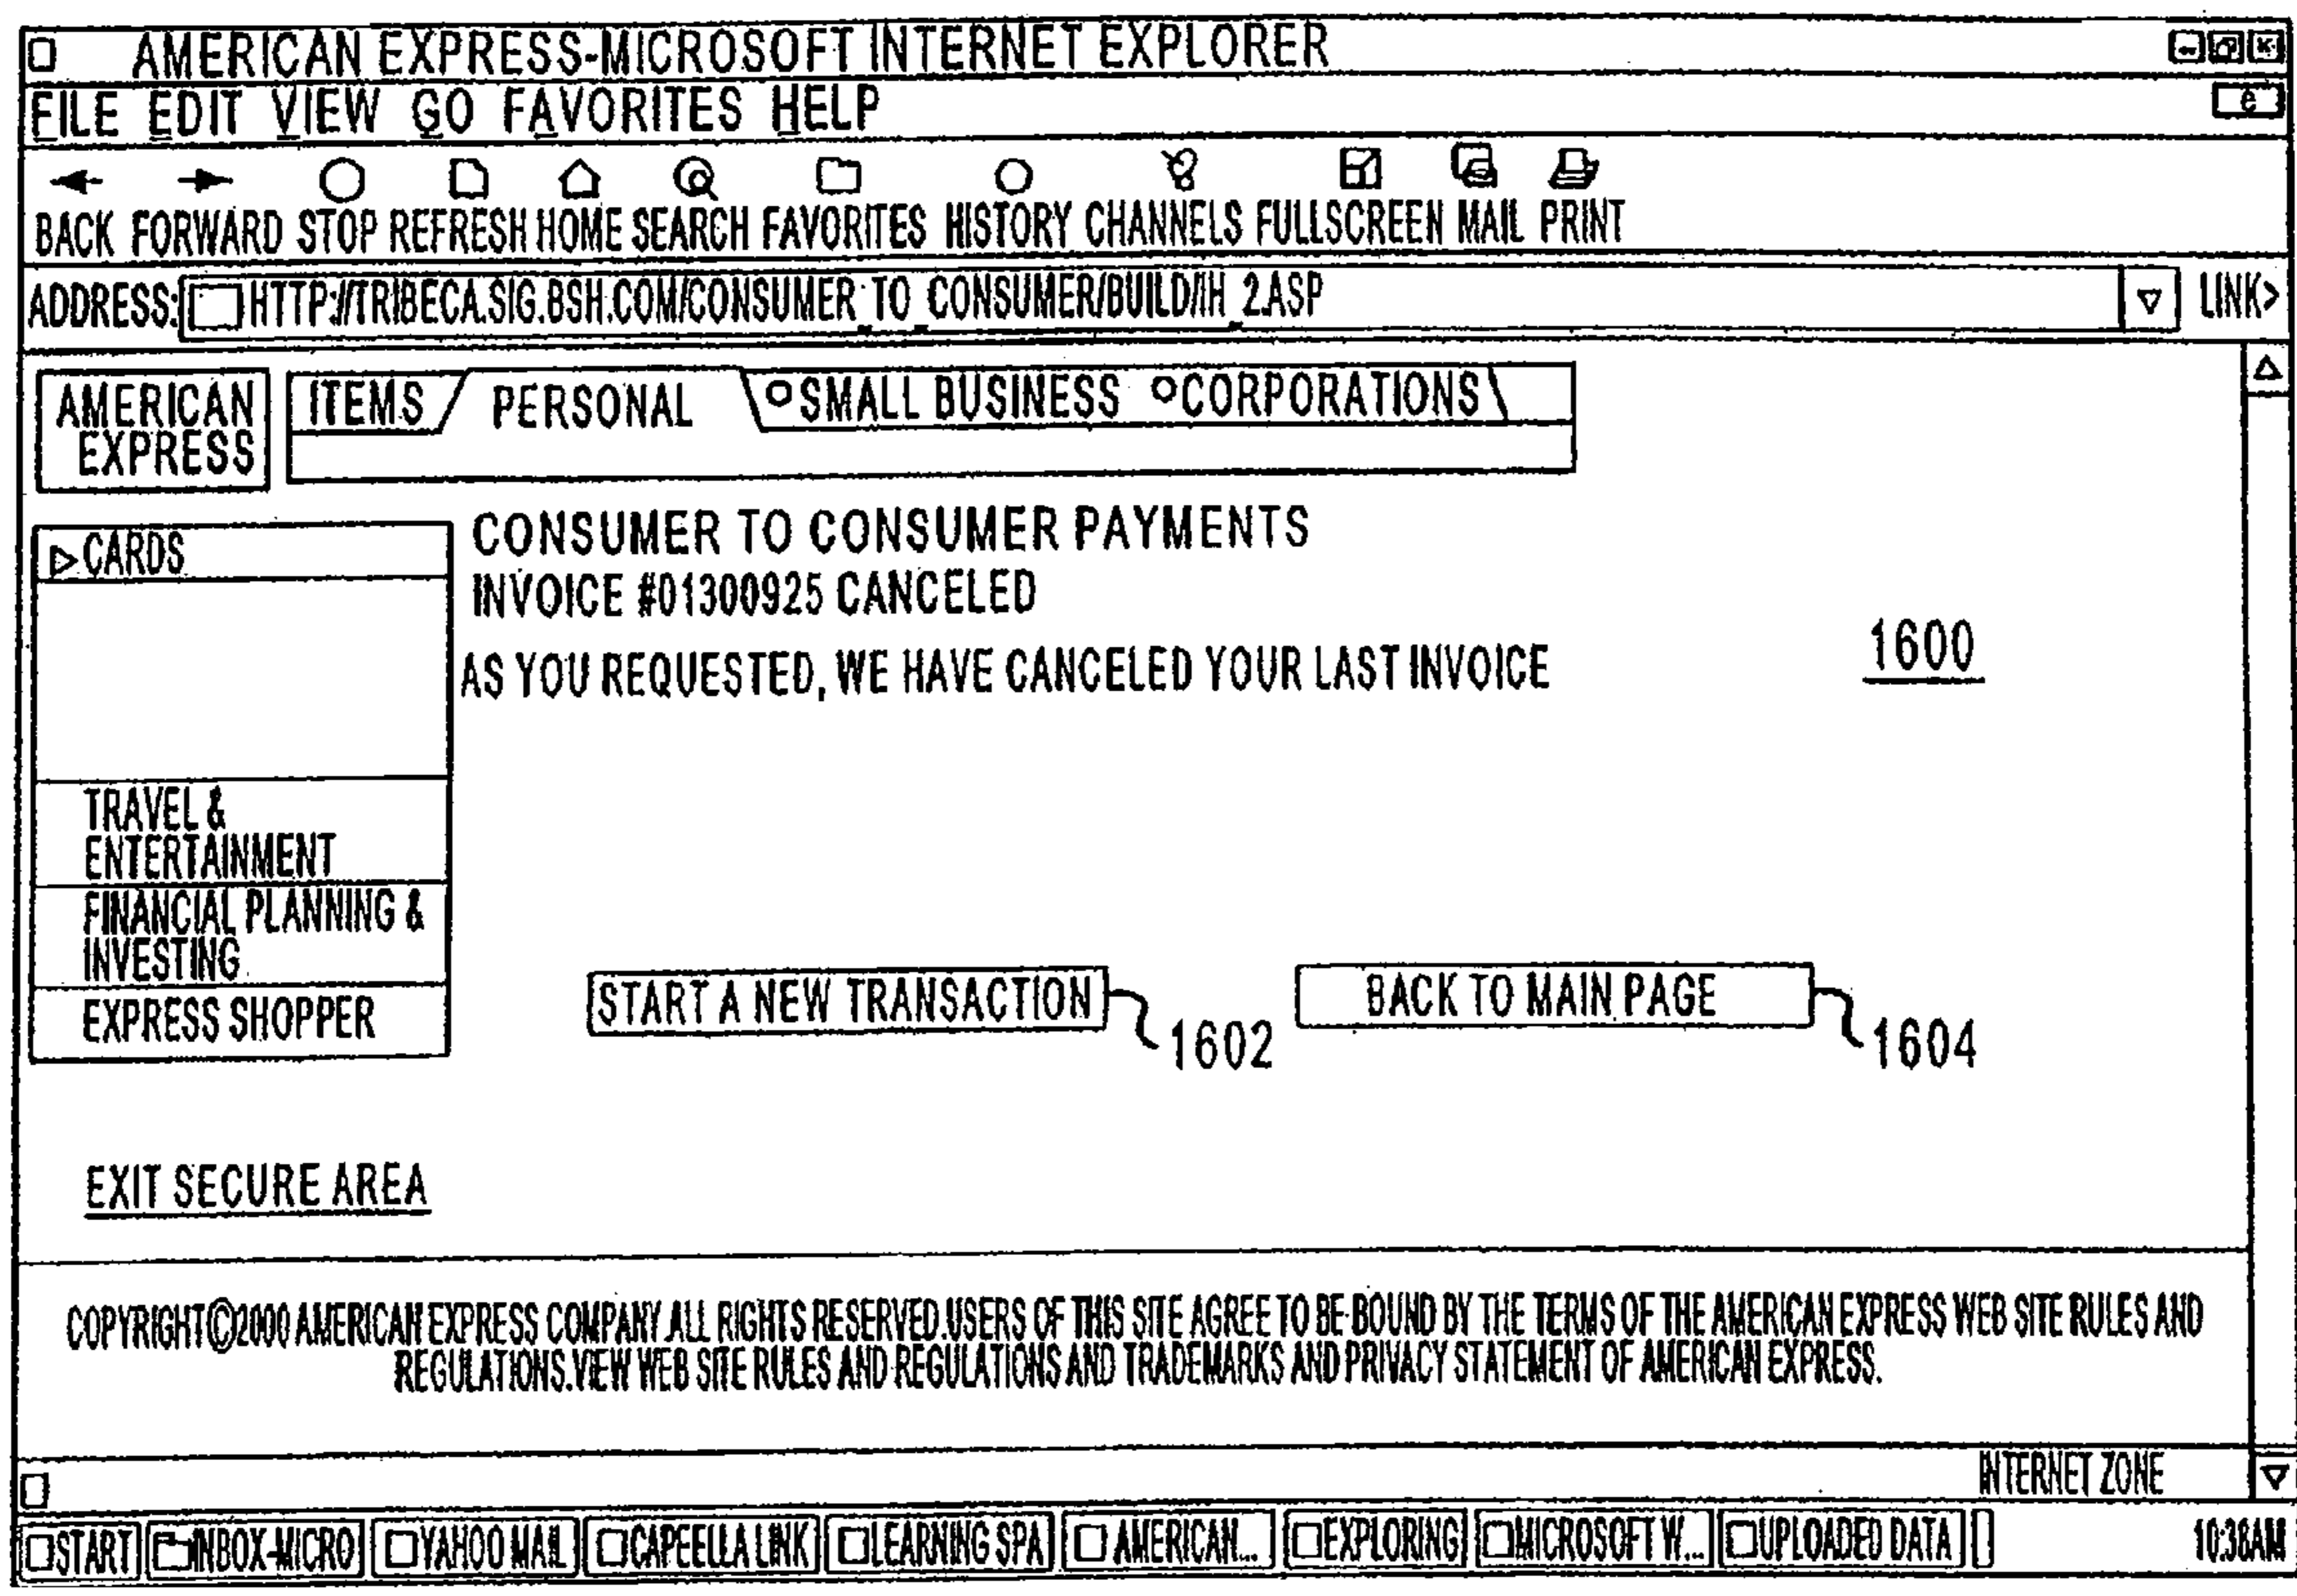 AMERICAN EXPRESS-MICROSOFT INTERNET EXPLORER
FILE EDIT VIEW GO FAVORITES HELP
e
BACK FORWARD STOP REFRESH HOME SEARCH FAVORITES HISTORY CHANNELS FULLSCREEN MAIL PRINT
ADDRESS: HTTP://TRIBECA.SIG.BSH.COM/CONSUMER_TO_CONSUMER/BUILD/IH_2.ASP LINK>
AMERICAN
EXPRESS
ITEMS PERSONAL SMALL BUSINESS CORPORATIONS
CARDS
TRAVEL &
ENTERTAINMENT
FINANCIAL PLANNING &
INVESTING
EXPRESS SHOPPER
CONSUMER TO CONSUMER PAYMENTS
INVOICE #01300925 CANCELED
AS YOU REQUESTED, WE HAVE CANCELED YOUR LAST INVOICE
1600
START A NEW TRANSACTION
1602
BACK TO MAIN PAGE
1604
EXIT SECURE AREA
COPYRIGHT©2000 AMERICAN EXPRESS COMPANY.ALL RIGHTS RESERVED.USERS OF THIS SITE AGREE TO BE BOUND BY THE TERMS OF THE AMERICAN EXPRESS WEB SITE RULES AND
REGULATIONS.VIEW WEB SITE RULES AND REGULATIONS AND TRADEMARKS AND PRIVACY STATEMENT OF AMERICAN EXPRESS.
INTERNET ZONE
START INBOX-MICRO YAHOO MAIL CAPEELLA LINK LEARNING SPA AMERICAN... EXPLORING MICROSOFT W... UPLOADED DATA 10:38AM